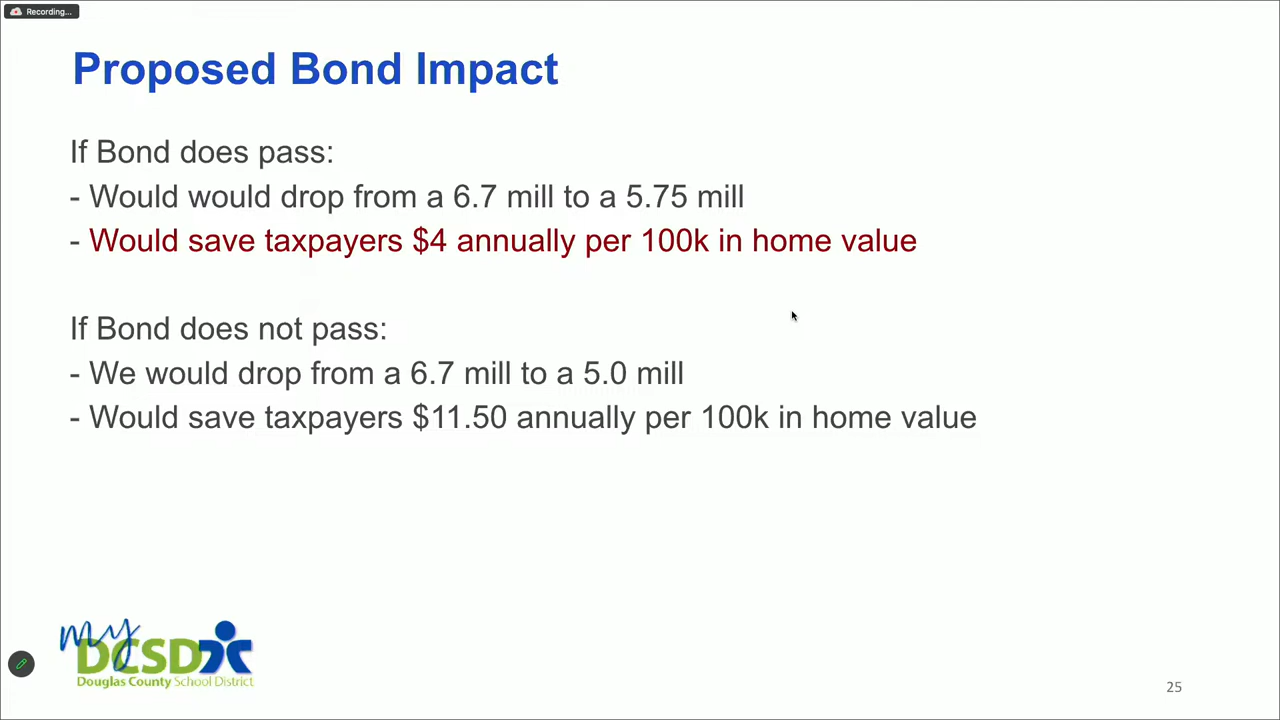 Recording...
Proposed Bond Impact
If Bond does pass:
- Would would drop from a 6.7 mill to a 5.75 mill
- Would save taxpayers $4 annually per 100k in home value
If Bond does not pass:
- We would drop from a 6.7 mill to a 5.0 mill
- Would save taxpayers $11.50 annually per 100k in home value
my
DCSD
Douglas County School District
25